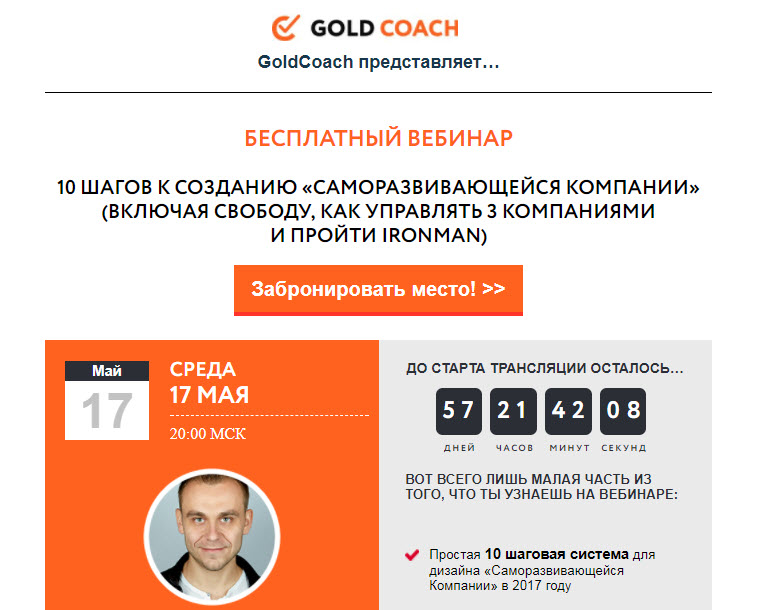 GOLD COACH
GoldCoach представляет…
БЕСПЛАТНЫЙ ВЕБИНАР
10 ШАГОВ К СОЗДАНИЮ «САМОРАЗВИВАЮЩЕЙСЯ КОМПАНИИ»
(ВКЛЮЧАЯ СВОБОДУ, КАК УПРАВЛЯТЬ 3 КОМПАНИЯМИ
И ПРОЙТИ IRONMAN)
Забронировать место! >>
Май
17
СРЕДА
17 МАЯ
20:00 МСК
ДО СТАРТА ТРАНСЛЯЦИИ ОСТАЛОСЬ…
57 21 42 08
ДНЕЙ ЧАСОВ МИНУТ СЕКУНД
ВОТ ВСЕГО ЛИШЬ МАЛАЯ ЧАСТЬ ИЗ
ТОГО, ЧТО ТЫ УЗНАЕШЬ НА ВЕБИНАРЕ:
Простая 10 шаговая система для
дизайна «Саморазвивающейся
Компании» в 2017 году